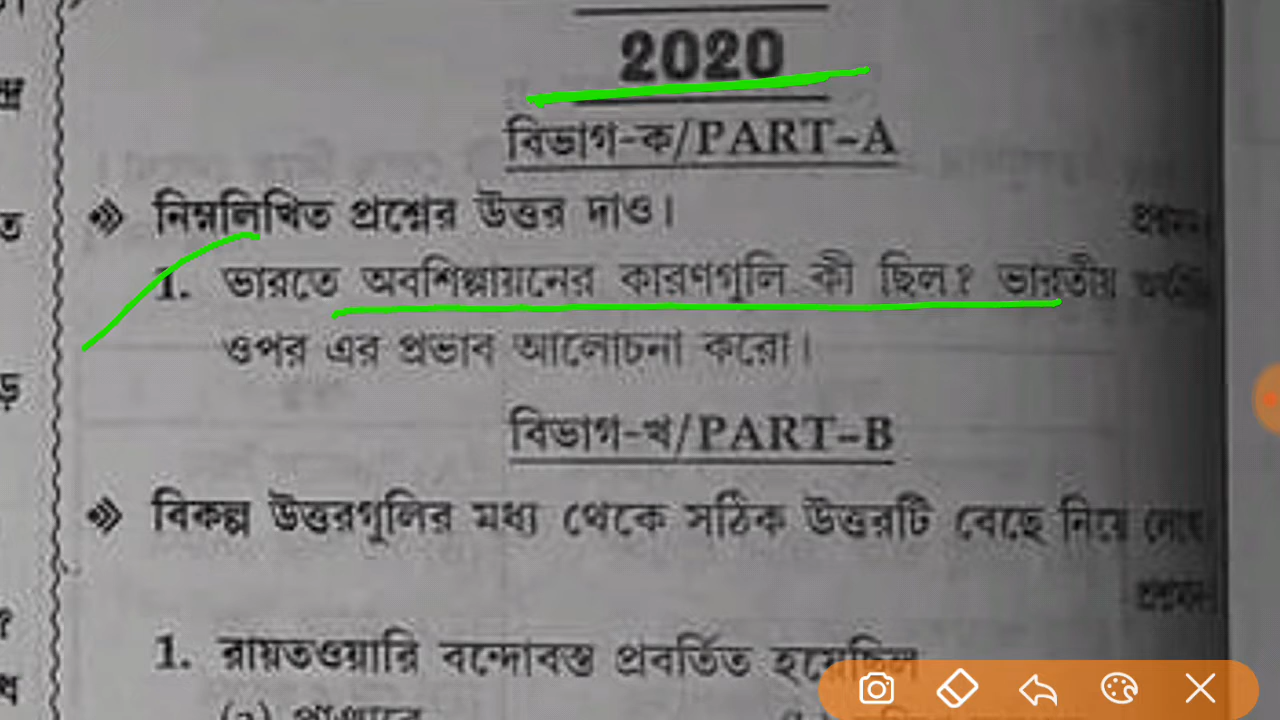 2020
বিভাগ-ক/PART-A
নিম্নলিখিত প্রশ্নের উত্তর দাও।
1. ভারতে অবশিল্পায়নের কারণগুলি কী ছিল? ভারতীয়
ওপর এর প্রভাব আলোচনা করো।
বিভাগ-খ/PART-B
বিকল্প উত্তরগুলির মধ্য থেকে সঠিক উত্তরটি বেছে নিয়ে লেখো
1. রায়তওয়ারি বন্দোবস্ত প্রবর্তিত হয়েছিল